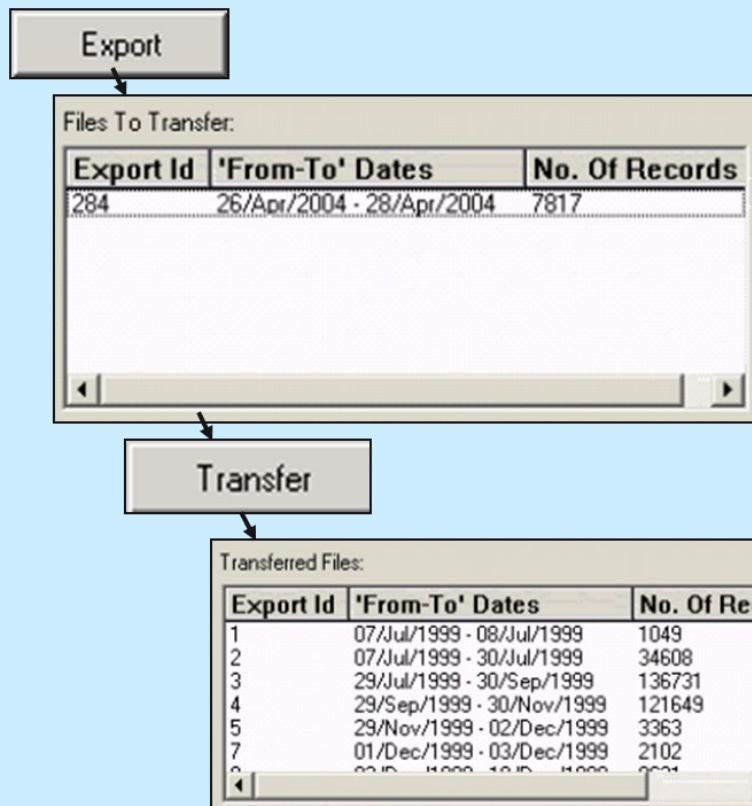 Export
Files To Transfer:
Export Id 'From-To' Dates No. Of Records
284 26/Apr/2004 - 28/Apr/2004 7817
Transfer
Transferred Files:
Export Id 'From-To' Dates No. Of Re
1 07/Jul/1999 - 08/Jul/1999 1049
2 07/Jul/1999 - 30/Jul/1999 34608
3 29/Jul/1999 - 30/Sep/1999 136731
4 29/Sep/1999 - 30/Nov/1999 121649
5 29/Nov/1999 - 02/Dec/1999 3363
7 01/Dec/1999 - 03/Dec/1999 2102